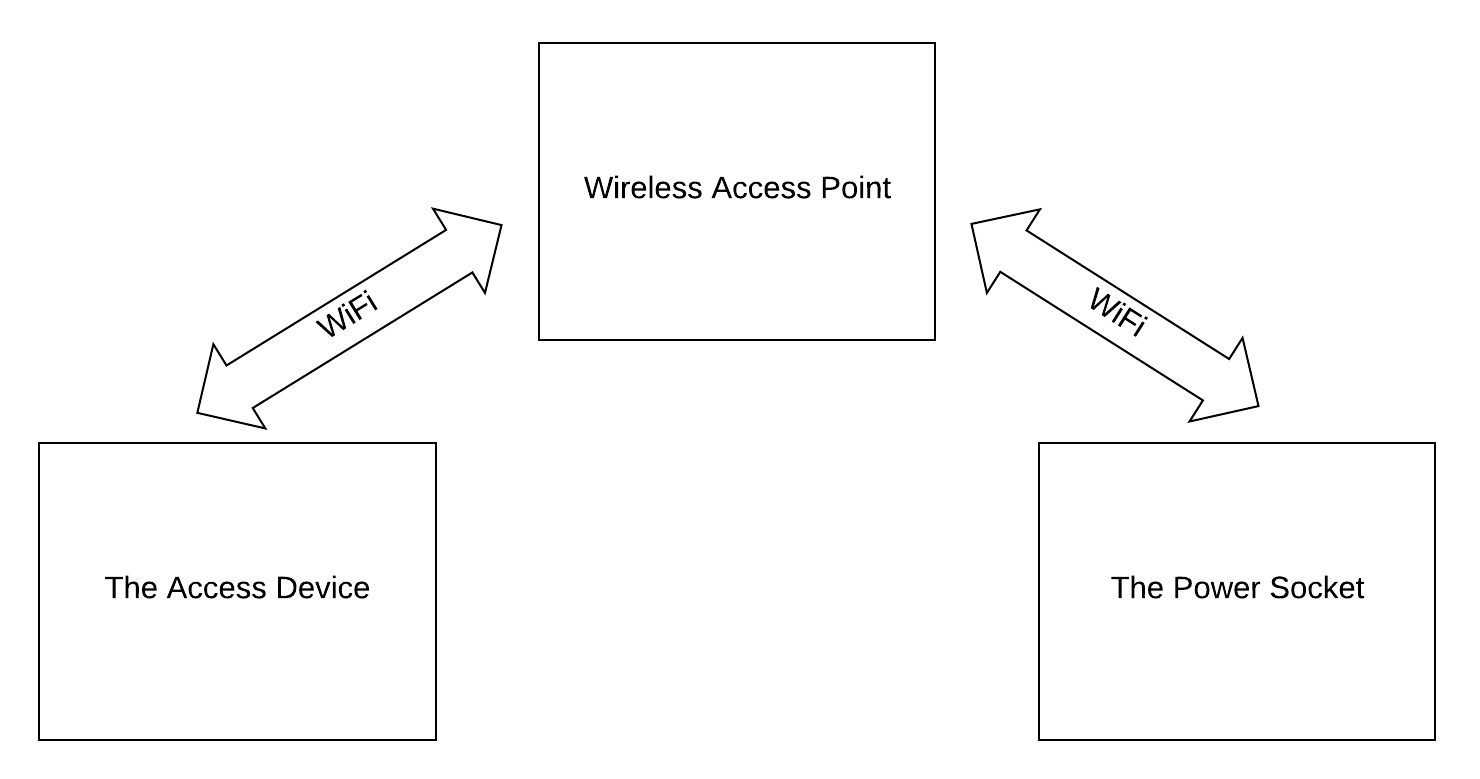 Wireless Access Point
WiFi
WiFi
The Access Device
The Power Socket